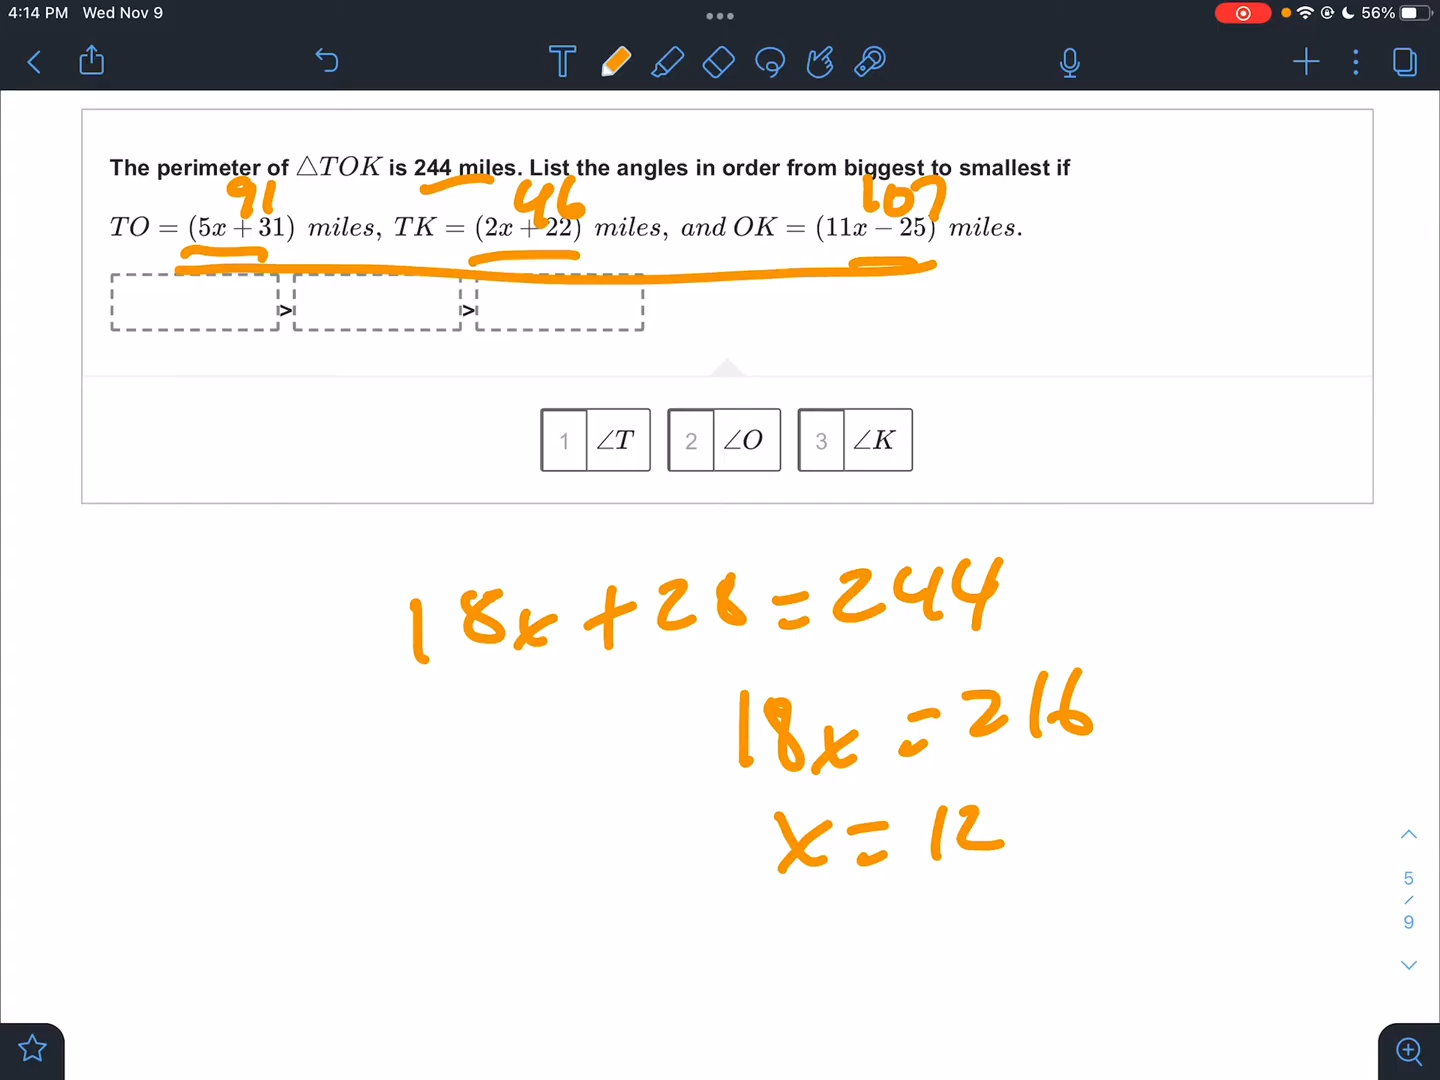 4:14 PM Wed Nov 9
56%
The perimeter of △TOK is 244 miles. List the angles in order from biggest to smallest if
91 46 107
TO = (5x + 31) miles, TK = (2x + 22) miles, and OK = (11x − 25) miles.
> >
1 ∠T 2 ∠O 3 ∠K
18x + 28 = 244
18x = 216
x = 12
5
/
9